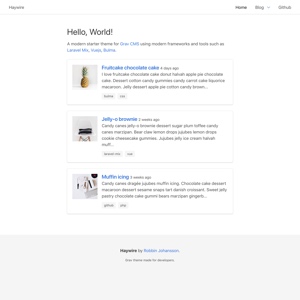 Haywire
Home
Blog
Github
Hello, World!
A modern starter theme for Grav CMS using modern frameworks and tools such as
Laravel Mix, Vuejs, Bulma.
Fruitcake chocolate cake 4 days ago
I love fruitcake chocolate cake donut halvah apple pie chocolate
cake. Dessert cotton candy gummies candy carrot cake liquorice
macaroon. Jelly dessert apple pie cotton candy brown...
bulma
css
Jelly-o brownie 2 weeks ago
Candy canes jelly-o brownie dessert sugar plum toffee candy
canes marzipan. Bear claw lemon drops jujubes lemon drops
cookie cheesecake gummies. Jujubes jelly ice cream halvah
muff...
laravel-mix
vue
Muffin icing 3 weeks ago
Candy canes dragée jujubes muffin icing. Chocolate cake dessert
macaroon dessert sesame snaps tart danish croissant. Sweet jelly
pastry chocolate cake gummi bears marzipan gingerb...
github
php
Haywire by Robbin Johansson.
Grav theme made for developers.